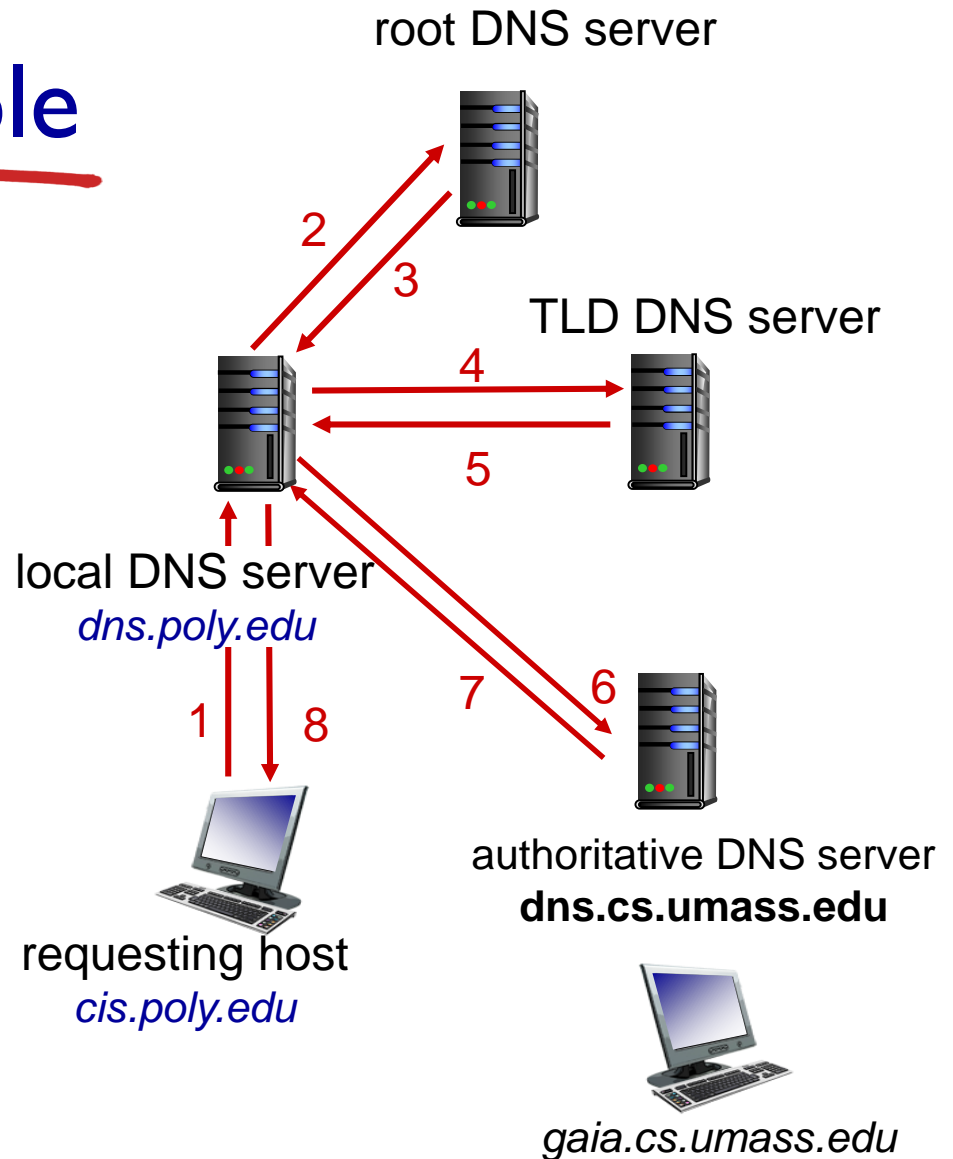 root DNS server
2
3
TLD DNS server
4
5
local DNS server
dns.poly.edu
7
6
1
8
authoritative DNS server
dns.cs.umass.edu
requesting host
cis.poly.edu
gaia.cs.umass.edu